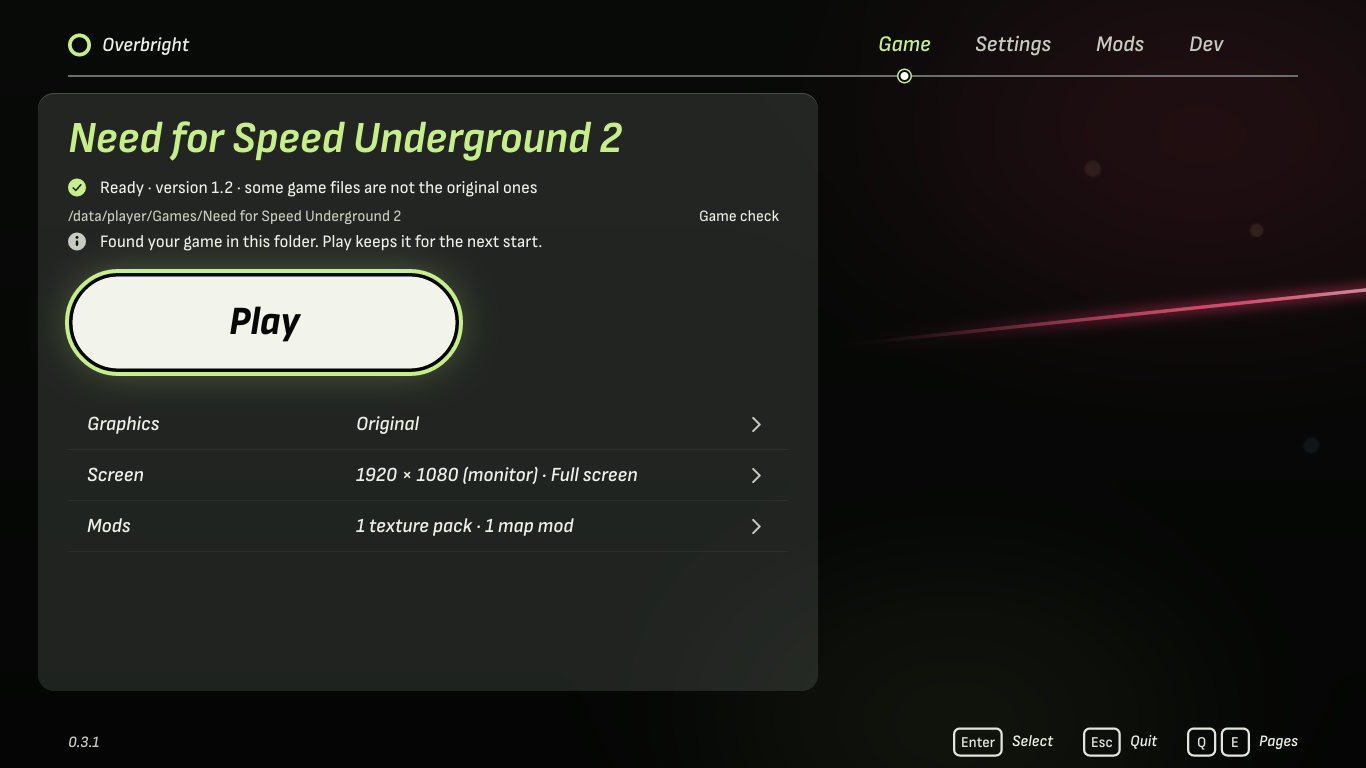 Overbright
Game Settings Mods Dev
Need for Speed Underground 2
Ready · version 1.2 · some game files are not the original ones
/data/player/Games/Need for Speed Underground 2 Game check
Found your game in this folder. Play keeps it for the next start.
Play
Graphics Original
Screen 1920 × 1080 (monitor) · Full screen
Mods 1 texture pack · 1 map mod
0.3.1 Enter Select Esc Quit Q E Pages